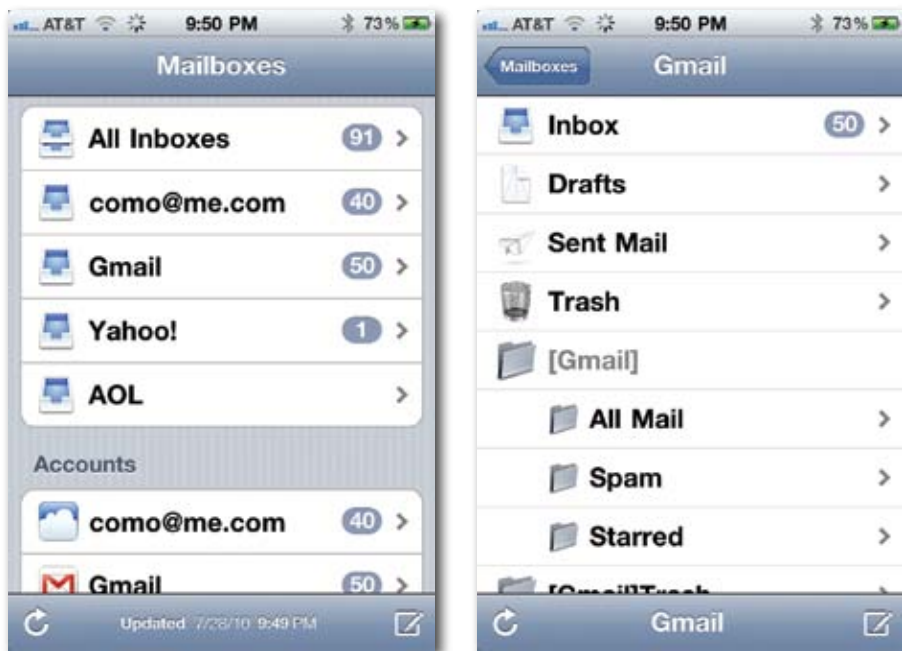 AT&T 9:50 PM 73%
Mailboxes
All Inboxes 91
como@me.com 40
Gmail 50
Yahoo! 1
AOL
Accounts
como@me.com 40
Gmail 50
Updated 7/28/10 9:49 PM
AT&T 9:50 PM 73%
Mailboxes Gmail
Inbox 50
Drafts
Sent Mail
Trash
[Gmail]
All Mail
Spam
Starred
[Gmail]Trash
Gmail